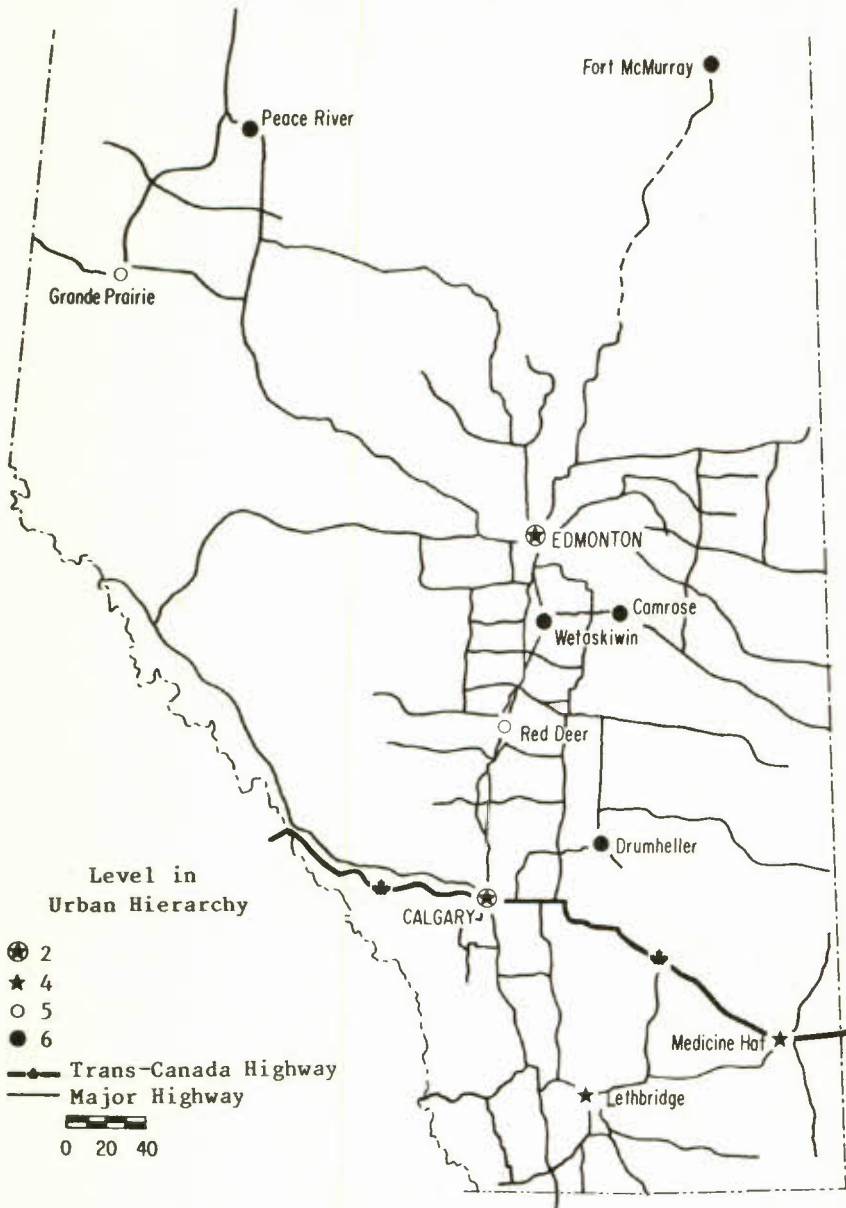 Fort McMurray
Peace River
Grande Prairie
EDMONTON
Camrose
Wetaskiwin
Red Deer
Drumheller
Level in
Urban Hierarchy
CALGARY
2
4
5
6
Medicine Hat
Trans-Canada Highway
Major Highway
Lethbridge
0 20 40